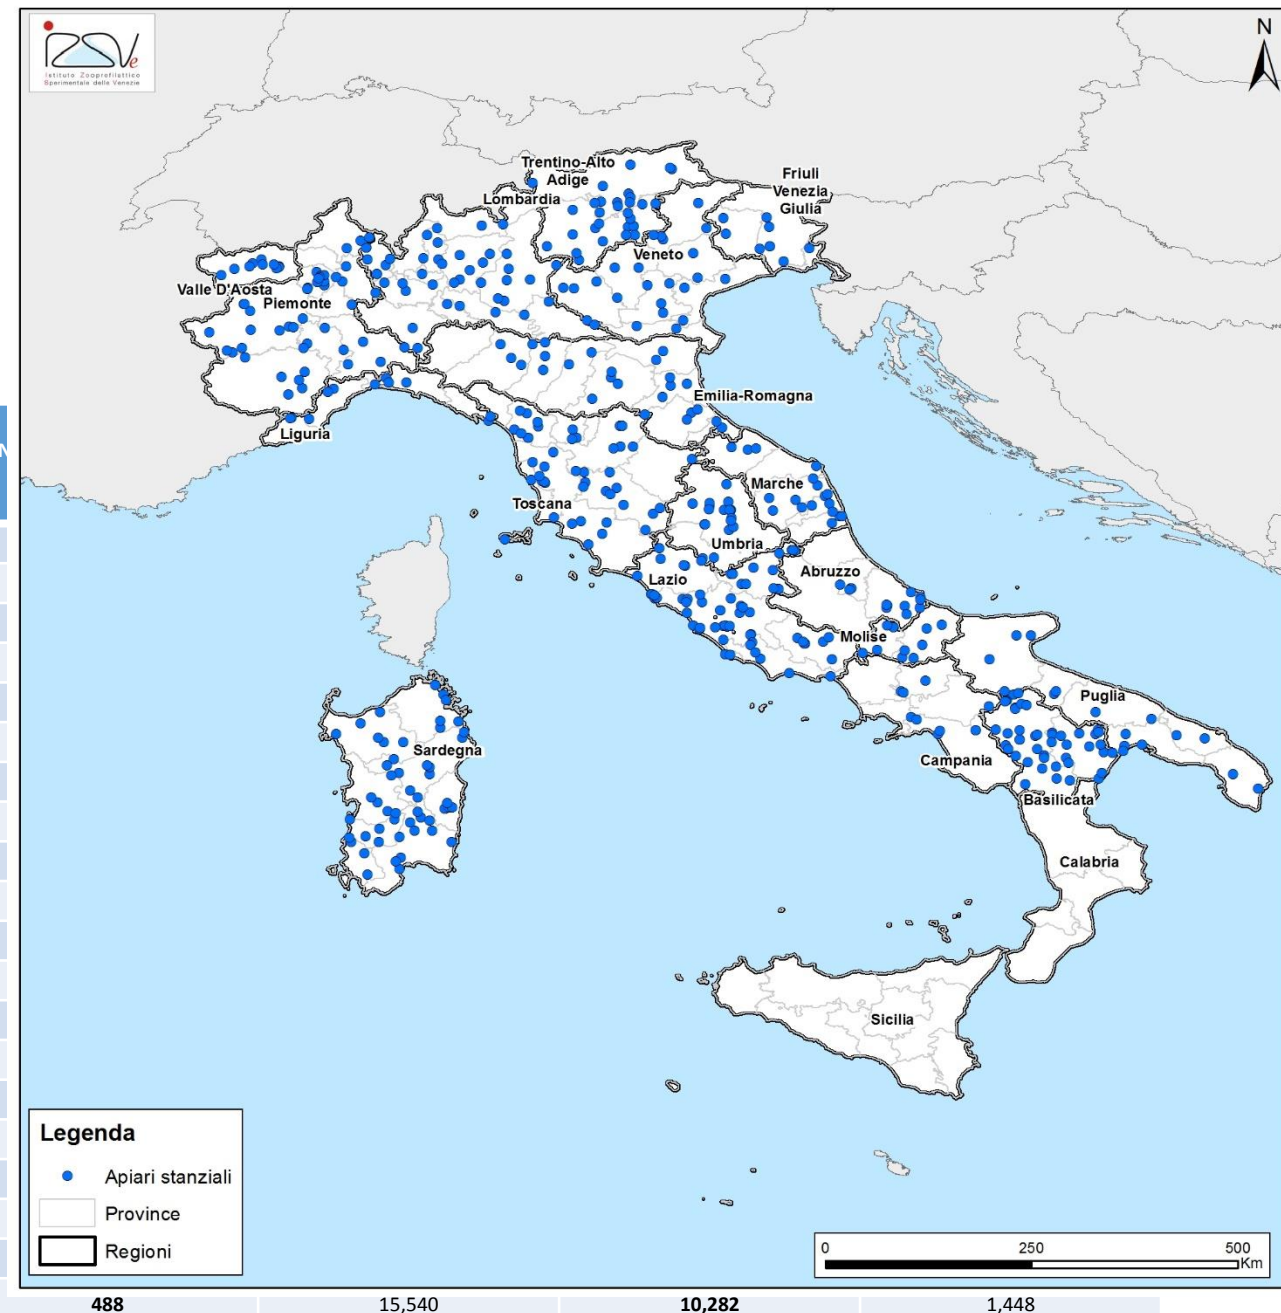 IZSVe
Istituto Zooprofilattico
Sperimentale delle Venezie
N
Trentino-Alto
Adige
Friuli
Venezia
Giulia
Lombardia
Veneto
Valle D'Aosta
Piemonte
Emilia-Romagna
Liguria
N
Marche
Toscana
Umbria
Abruzzo
Lazio
Molise
Puglia
Sardegna
Campania
Basilicata
Calabria
Sicilia
Legenda
Apiari stanziali
Province
Regioni
0 250 500
Km
488 15,540 10,282 1,448